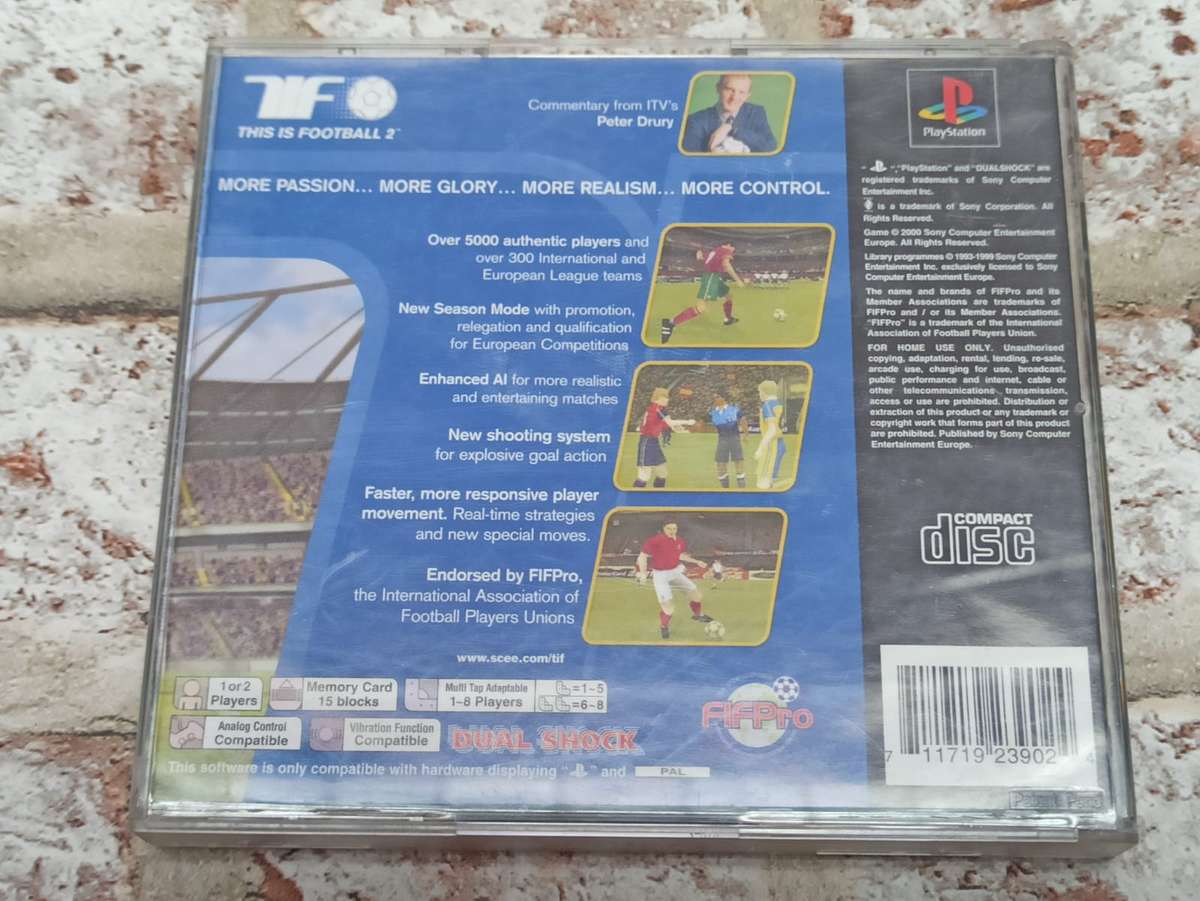 TIF
THIS IS FOOTBALL 2™
Commentary from ITV's
Peter Drury
MORE PASSION... MORE GLORY... MORE REALISM... MORE CONTROL.
Over 5000 authentic players and
over 300 International and
European League teams
New Season Mode with promotion,
relegation and qualification
for European Competitions
Enhanced AI for more realistic
and entertaining matches
New shooting system
for explosive goal action
Faster, more responsive player
movement. Real-time strategies
and new special moves.
Endorsed by FIFPro,
the International Association of
Football Players Unions
www.scee.com/tif
1 or 2
Players
Memory Card
15 blocks
Multi Tap Adaptable
1-8 Players
=1-5
=6-8
Analog Control
Compatible
Vibration Function
Compatible
DUAL SHOCK
FIFPro
This software is only compatible with hardware displaying " " and PAL
PlayStation
" ", "PlayStation" and "DUALSHOCK" are
registered trademarks of Sony Computer
Entertainment Inc.
is a trademark of Sony Corporation. All
Rights Reserved.
Game © 2000 Sony Computer Entertainment
Europe. All Rights Reserved.
Library programmes © 1993-1999 Sony Computer
Entertainment Inc. exclusively licensed to Sony
Computer Entertainment Europe.
The name and brands of FIFPro and its
Member Associations are trademarks of
FIFPro and / or its Member Associations.
"FIFPro" is a trademark of the International
Association of Football Players Union.
FOR HOME USE ONLY. Unauthorised
copying, adaptation, rental, lending, re-sale,
arcade use, charging for use, broadcast,
public performance and internet, cable or
other telecommunications transmission,
access or use are prohibited. Distribution or
extraction of this product or any trademark or
copyright work that forms part of this product
are prohibited. Published by Sony Computer
Entertainment Europe.
COMPACT
disc
7 11719 23902 4